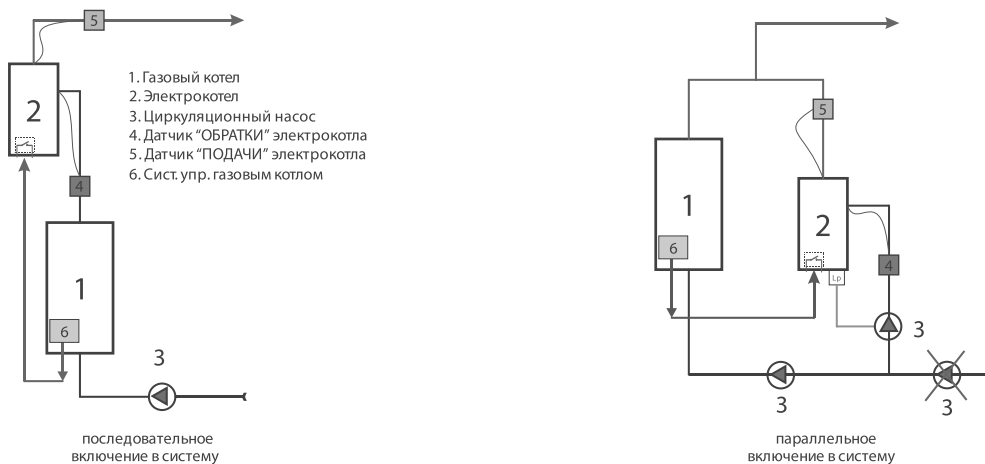 5
2
4
1
6
3
1. Газовый котел
2. Электрокотел
3. Циркуляционный насос
4. Датчик “ОБРАТКИ” электрокотла
5. Датчик “ПОДАЧИ” электрокотла
6. Сист. упр. газовым котлом
последовательное
включение в систему
5
1
2
6
4
Lp
3
3
3
параллельное
включение в систему